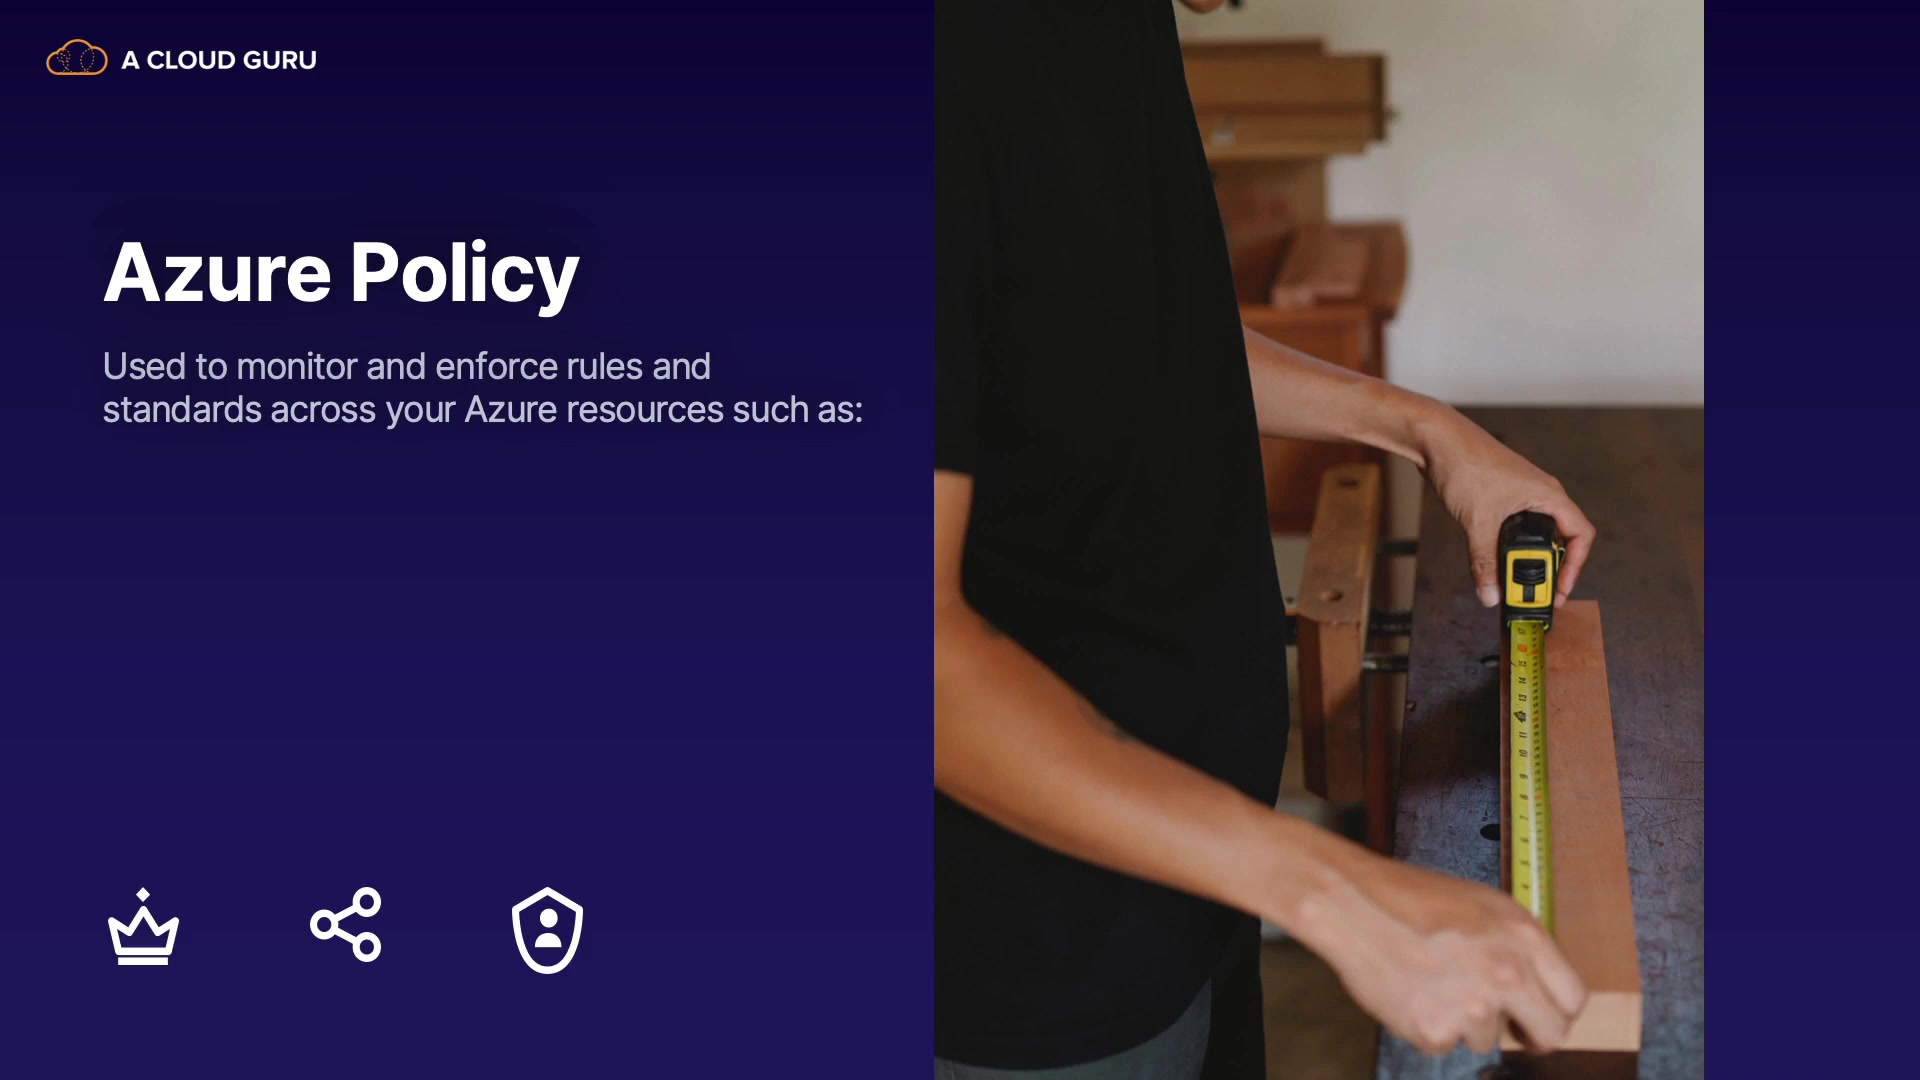 A CLOUD GURU
Azure Policy
Used to monitor and enforce rules and
standards across your Azure resources such as: